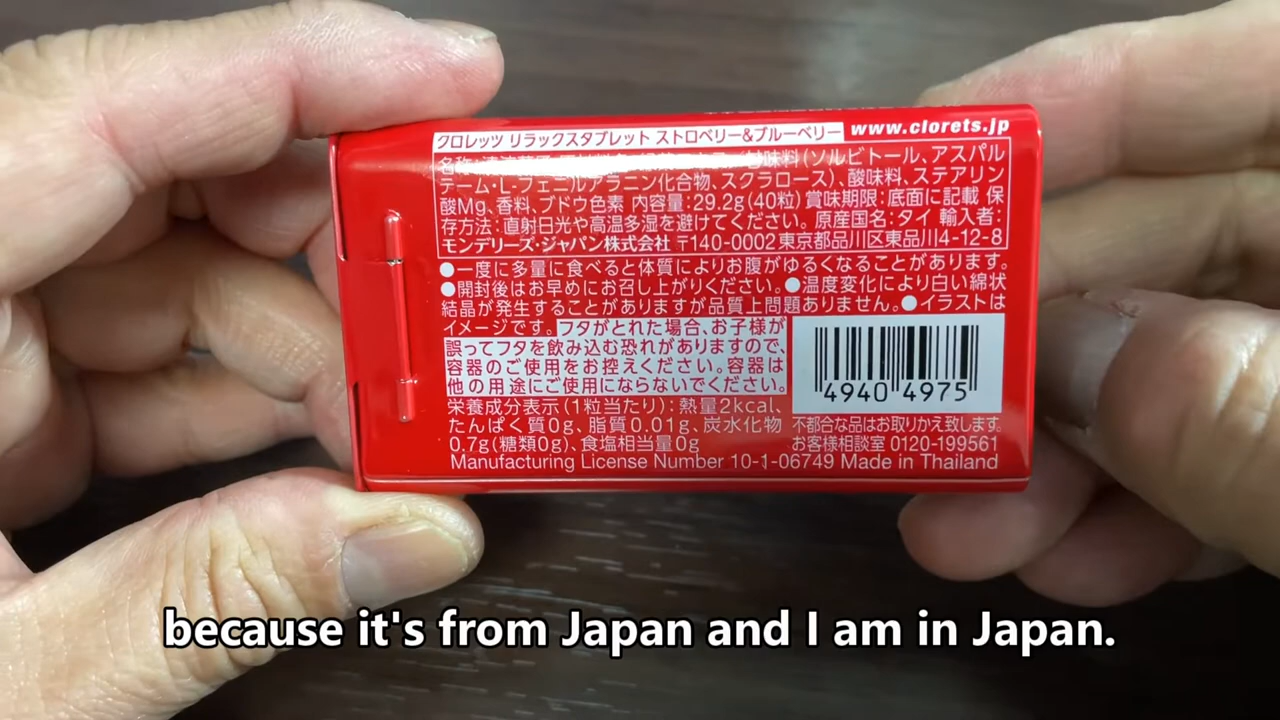 クロレッツ リラックスタブレット ストロベリー&ブルーベリー www.clorets.jp
甘味料(ソルビトール、アスパル
テーム・L-フェニルアラニン化合物、スクラロース)、酸味料、ステアリン
酸Mg、香料、ブドウ色素 内容量:29.2g(40粒) 賞味期限:底面に記載 保
存方法:直射日光や高温多湿を避けてください。 原産国名:タイ 輸入者:
モンデリーズ・ジャパン株式会社 〒140-0002 東京都品川区東品川4-12-8
●一度に多量に食べると体質によりお腹がゆるくなることがあります。
●開封後はお早めにお召し上がりください。●温度変化により白い綿状
結晶が発生することがありますが品質上問題ありません。●イラストは
イメージです。フタがとれた場合、お子様が
誤ってフタを飲み込む恐れがありますので、
容器のご使用をお控えください。容器は
他の用途にご使用にならないでください。
栄養成分表示(1粒当たり):熱量2kcal、
たんぱく質0g、脂質0.01g、炭水化物
0.7g(糖類0g)、食塩相当量0g
4940 4975
不都合な品はお取りかえ致します。
お客様相談室 0120-199561
Manufacturing License Number 10-1-06749 Made in Thailand
because it's from Japan and I am in Japan.